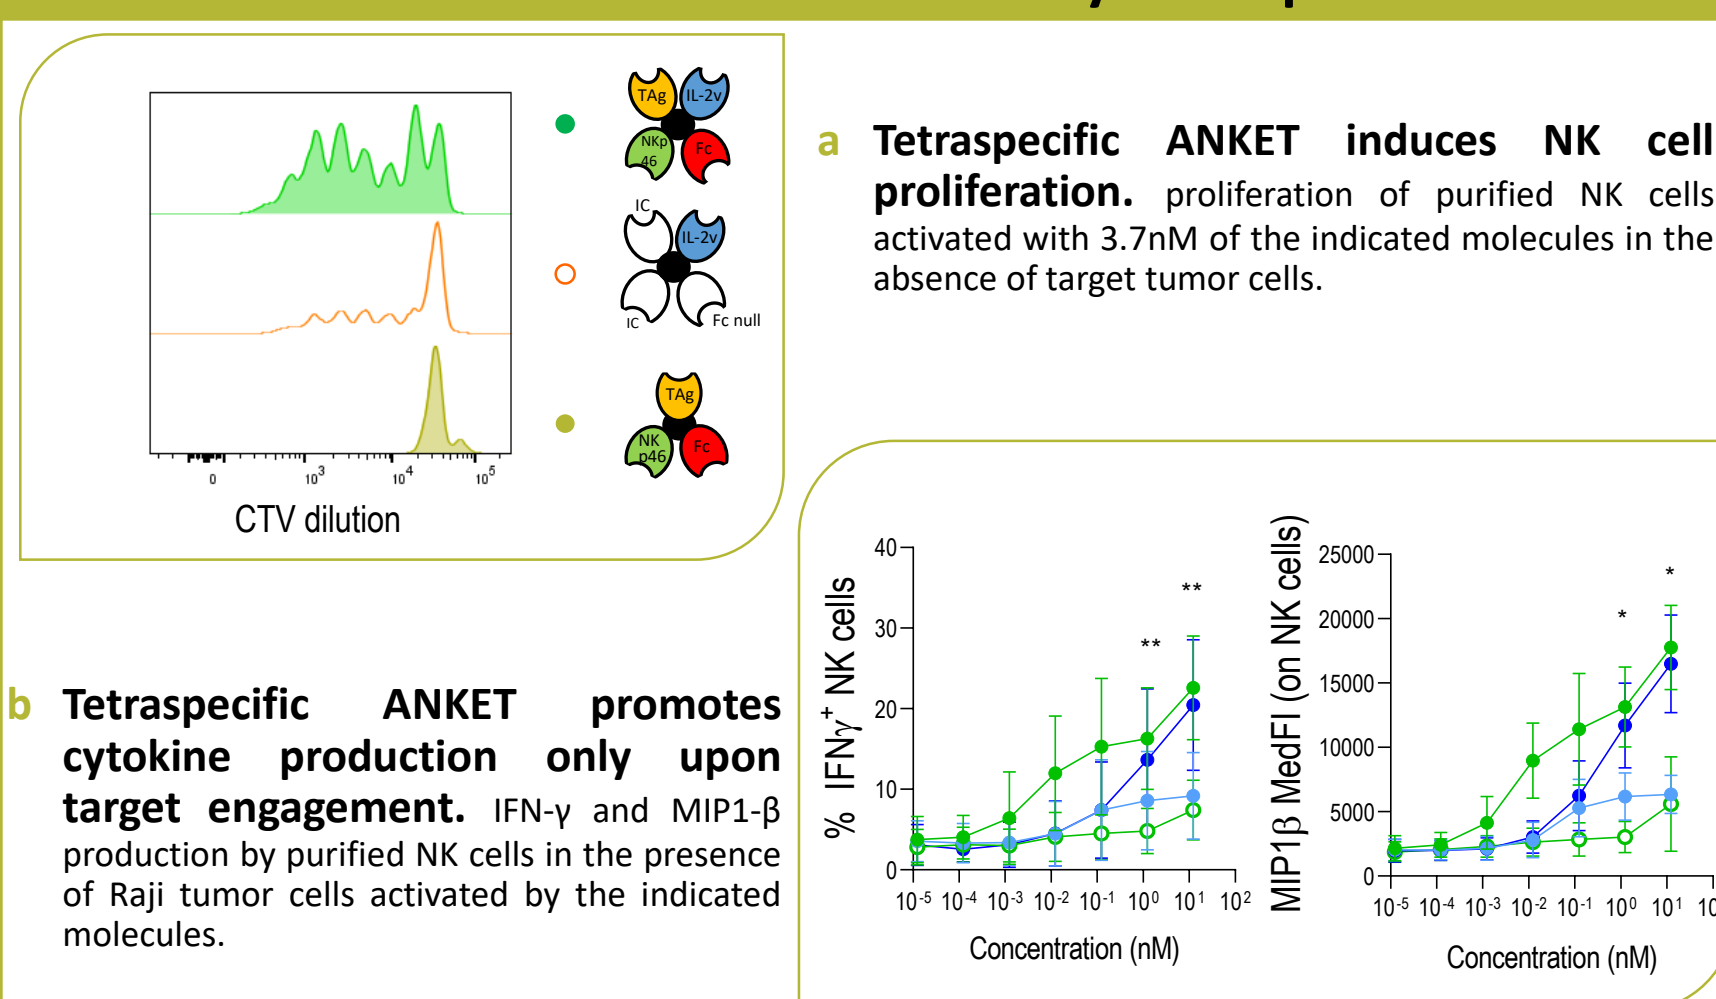 TAg
IL-2v
NKp
46
Fc
IC
IL-2v
IC
Fc null
TAg
NK
p46
Fc
0
10³
10⁴
10⁵
CTV dilution
a Tetraspecific ANKET induces NK cell
proliferation. proliferation of purified NK cells
activated with 3.7nM of the indicated molecules in the
absence of target tumor cells.
b Tetraspecific ANKET promotes
cytokine production only upon
target engagement. IFN-γ and MIP1-β
production by purified NK cells in the presence
of Raji tumor cells activated by the indicated
molecules.
% IFNγ⁺ NK cells
40
30
20
10
0
**
**
10⁻⁵ 10⁻⁴ 10⁻³ 10⁻² 10⁻¹ 10⁰ 10¹ 10²
Concentration (nM)
MIP1β MedFI (on NK cells)
25000
20000
15000
10000
5000
0
*
*
10⁻⁵ 10⁻⁴ 10⁻³ 10⁻² 10⁻¹ 10⁰ 10¹
Concentration (nM)